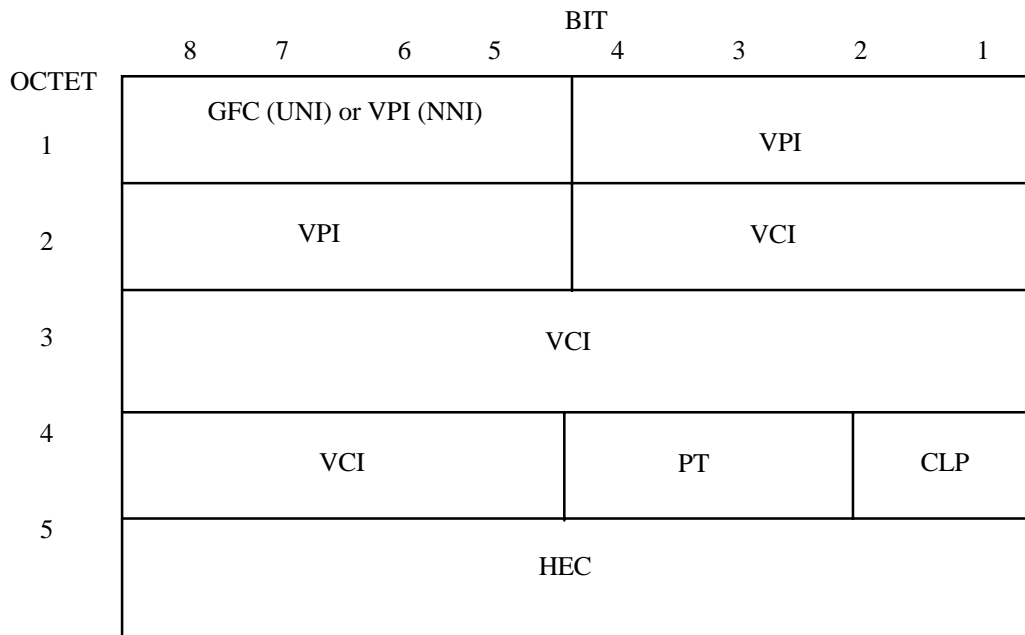 BIT
8 7 6 5 4 3 2 1
OCTET
GFC (UNI) or VPI (NNI)
1 VPI
2 VPI VCI
3 VCI
4 VCI PT CLP
5
HEC